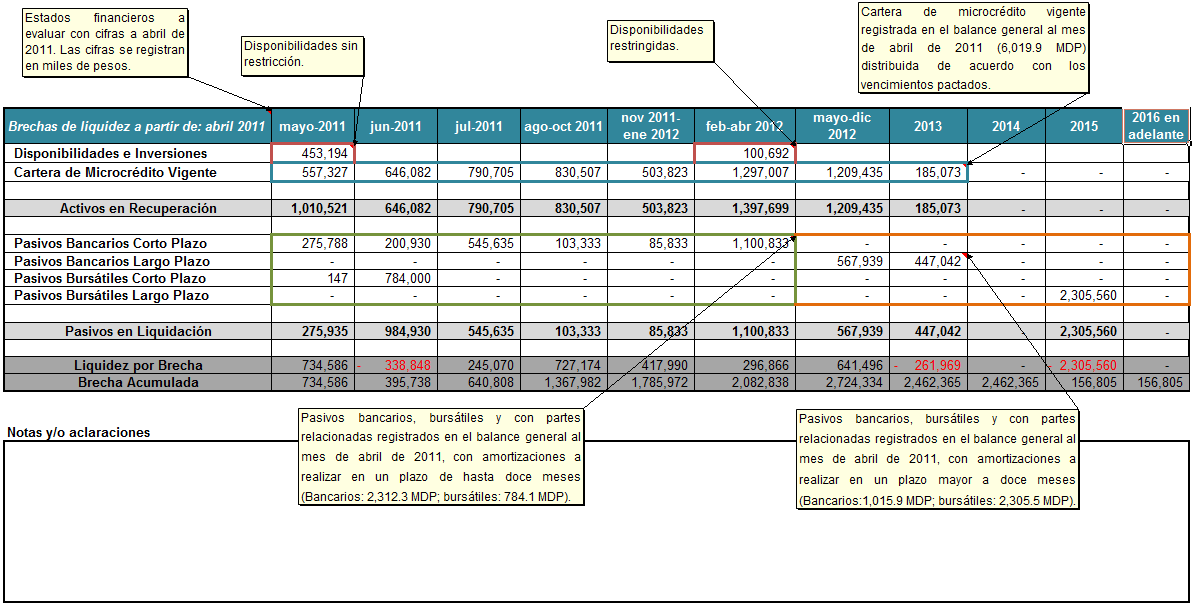 Estados financieros a
evaluar con cifras a abril de
2011. Las cifras se registran
en miles de pesos.
Disponibilidades sin
restricción.
Disponibilidades
restringidas.
Cartera de microcrédito vigente
registrada en el balance general al mes
de abril de 2011 (6,019.9 MDP)
distribuida de acuerdo con los
vencimientos pactados.
Brechas de liquidez a partir de: abril 2011 mayo-2011 jun-2011 jul-2011 ago-oct 2011 nov 2011-ene 2012 feb-abr 2012 mayo-dic 2012 2013 2014 2015 2016 en adelante
Disponibilidades e Inversiones 453,194 100,692
Cartera de Microcrédito Vigente 557,327 646,082 790,705 830,507 503,823 1,297,007 1,209,435 185,073 - - -
Activos en Recuperación 1,010,521 646,082 790,705 830,507 503,823 1,397,699 1,209,435 185,073 - - -
Pasivos Bancarios Corto Plazo 275,788 200,930 545,635 103,333 85,833 1,100,833 - - - - -
Pasivos Bancarios Largo Plazo - - - - - - 567,939 447,042 - - -
Pasivos Bursátiles Corto Plazo 147 784,000 - - - - - - - - -
Pasivos Bursátiles Largo Plazo - - - - - - - - - 2,305,560 -
Pasivos en Liquidación 275,935 984,930 545,635 103,333 85,833 1,100,833 567,939 447,042 - 2,305,560 -
Liquidez por Brecha 734,586 - 338,848 245,070 727,174 417,990 296,866 641,496 - 261,969 - - 2,305,560 -
Brecha Acumulada 734,586 395,738 640,808 1,367,982 1,785,972 2,082,838 2,724,334 2,462,365 2,462,365 156,805 156,805
Pasivos bancarios, bursátiles y con partes
relacionadas registrados en el balance general al
mes de abril de 2011, con amortizaciones a
realizar en un plazo de hasta doce meses
(Bancarios: 2,312.3 MDP; bursátiles: 784.1 MDP).
Pasivos bancarios, bursátiles y con partes
relacionadas registrados en el balance general al
mes de abril de 2011, con amortizaciones a
realizar en un plazo mayor a doce meses
(Bancarios:1,015.9 MDP; bursátiles: 2,305.5 MDP).
Notas y/o aclaraciones